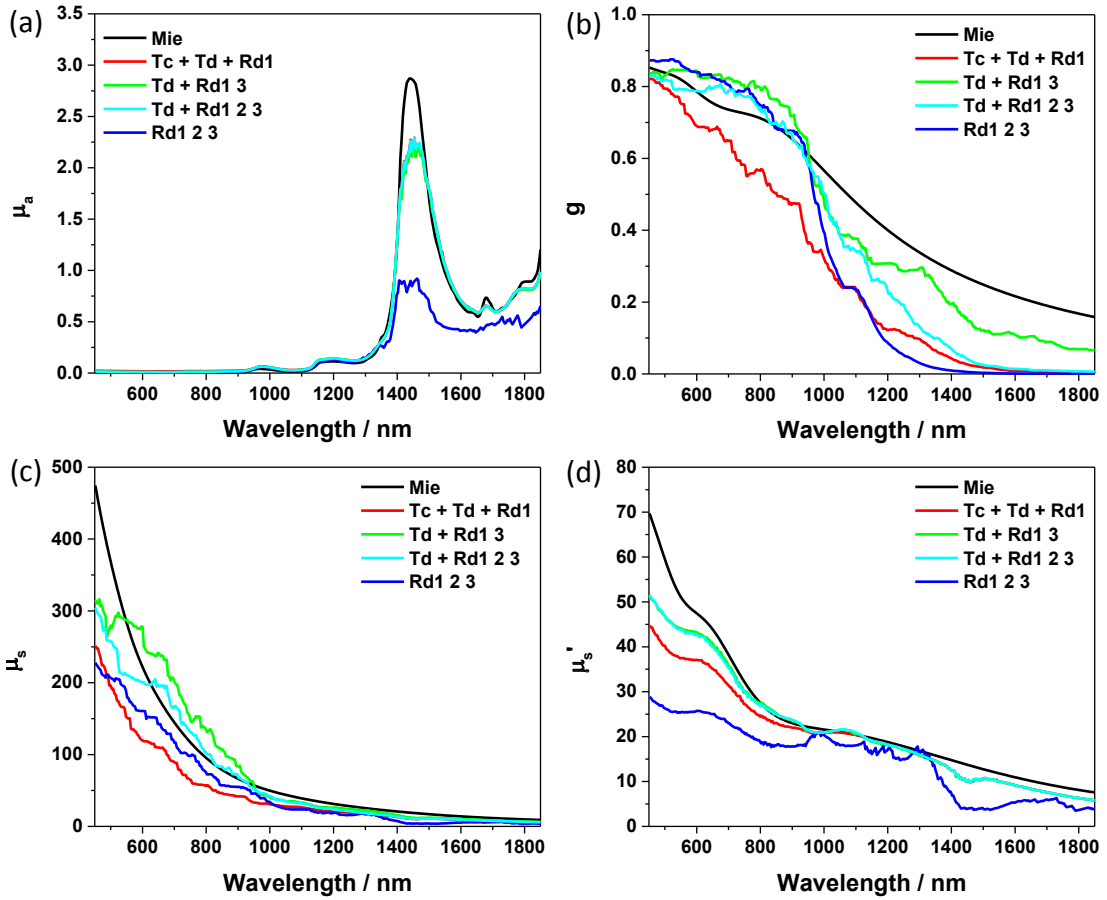 (a)
3.5
3.0
2.5
2.0
1.5
1.0
0.5
0.0
μa
600 800 1000 1200 1400 1600 1800
Wavelength / nm
Mie
Tc + Td + Rd1
Td + Rd1 3
Td + Rd1 2 3
Rd1 2 3
(b)
1.0
0.8
0.6
0.4
0.2
0.0
g
600 800 1000 1200 1400 1600 1800
Wavelength / nm
Mie
Tc + Td + Rd1
Td + Rd1 3
Td + Rd1 2 3
Rd1 2 3
(c)
500
400
300
200
100
0
μs
600 800 1000 1200 1400 1600 1800
Wavelength / nm
Mie
Tc + Td + Rd1
Td + Rd1 3
Td + Rd1 2 3
Rd1 2 3
(d)
80
70
60
50
40
30
20
10
0
μs'
600 800 1000 1200 1400 1600 1800
Wavelength / nm
Mie
Tc + Td + Rd1
Td + Rd1 3
Td + Rd1 2 3
Rd1 2 3